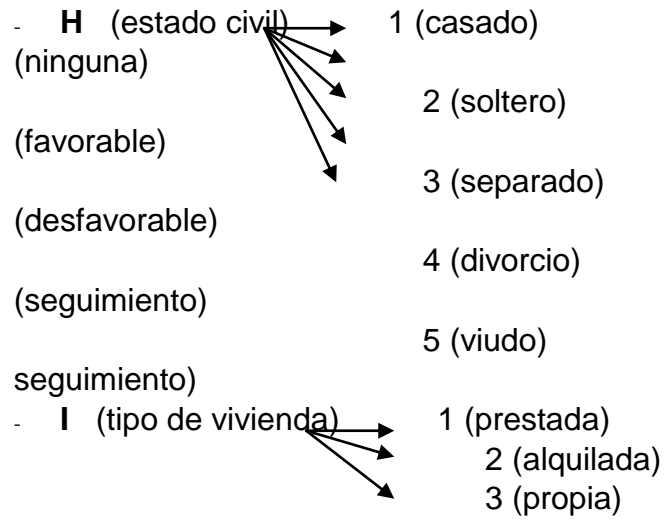 - H (estado civil) 1 (casado)
(ninguna)
2 (soltero)
(favorable)
3 (separado)
(desfavorable)
4 (divorcio)
(seguimiento)
5 (viudo)
seguimiento)
- I (tipo de vivienda) 1 (prestada)
2 (alquilada)
3 (propia)